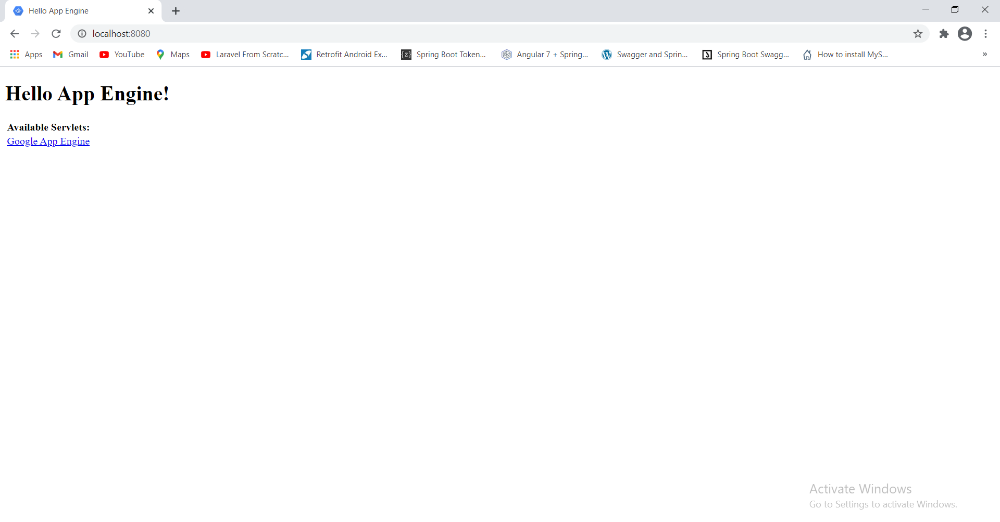 Hello App Engine
localhost:8080
Apps Gmail YouTube Maps Laravel From Scratc... Retrofit Android Ex... {z} Spring Boot Token... Angular 7 + Spring... Swagger and Sprin... Spring Boot Swagg... How to install MyS... »
Hello App Engine!
Available Servlets:
Google App Engine
Activate Windows
Go to Settings to activate Windows.